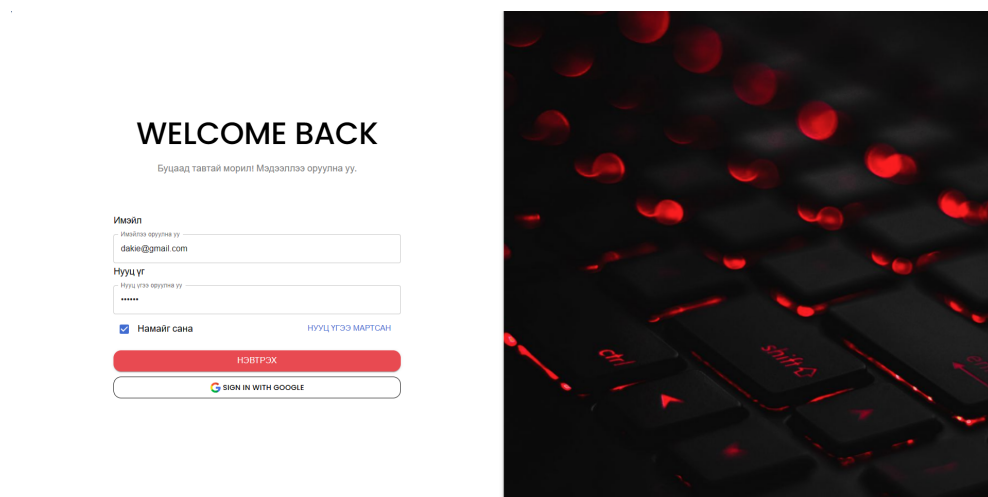 WELCOME BACK
Буцаад тавтай морил! Мэдээллээ оруулна уу.
Имэйл
Имэйлээ оруулна уу
dakie@gmail.com
Нууц үг
Нууц үгээ оруулна уу
••••••
Намайг сана
НУУЦ ҮГЭЭ МАРТСАН
НЭВТРЭХ
SIGN IN WITH GOOGLE
ctrl
shift